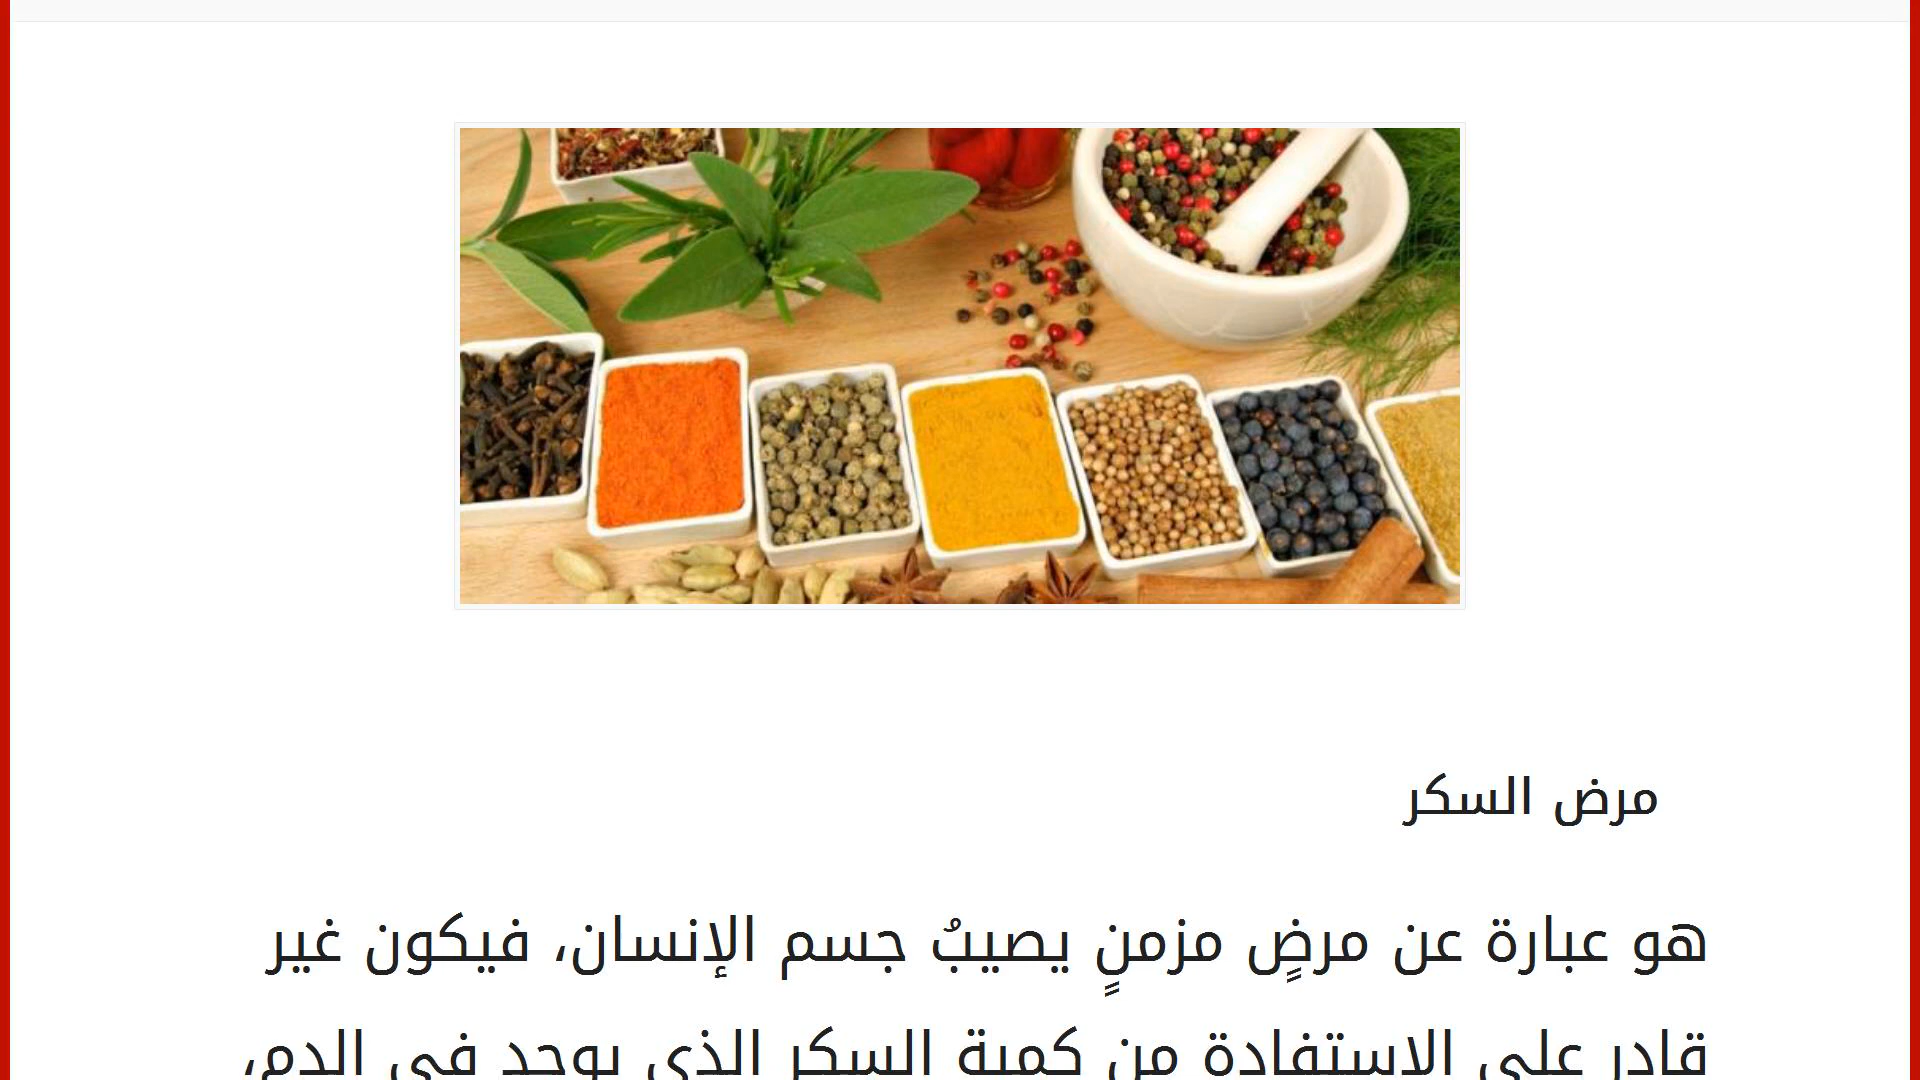 مرض السكر
هو عبارة عن مرضٍ مزمنٍ يصيبُ جسم الإنسان، فيكون غير
قادر على الاستفادة من كمية السكر الذي يوجد في الدم،